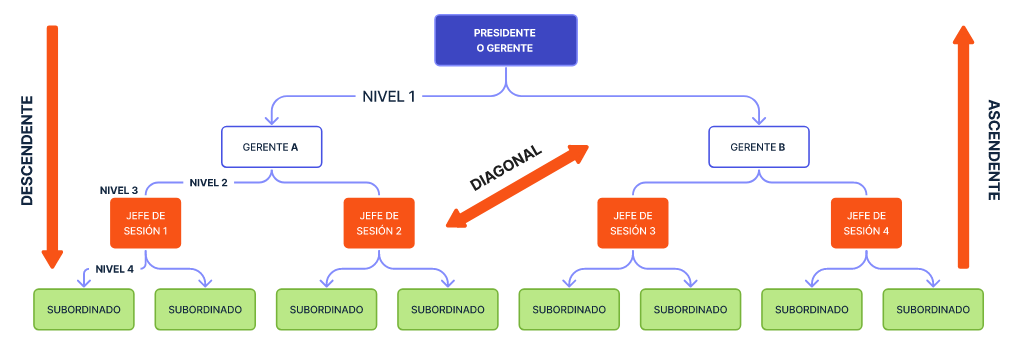 PRESIDENTE
O GERENTE
NIVEL 1
DESCENDENTE
ASCENDENTE
GERENTE A
DIAGONAL
GERENTE B
NIVEL 2
NIVEL 3
JEFE DE
SESIÓN 1
JEFE DE
SESIÓN 2
JEFE DE
SESIÓN 3
JEFE DE
SESIÓN 4
NIVEL 4
SUBORDINADO
SUBORDINADO
SUBORDINADO
SUBORDINADO
SUBORDINADO
SUBORDINADO
SUBORDINADO
SUBORDINADO